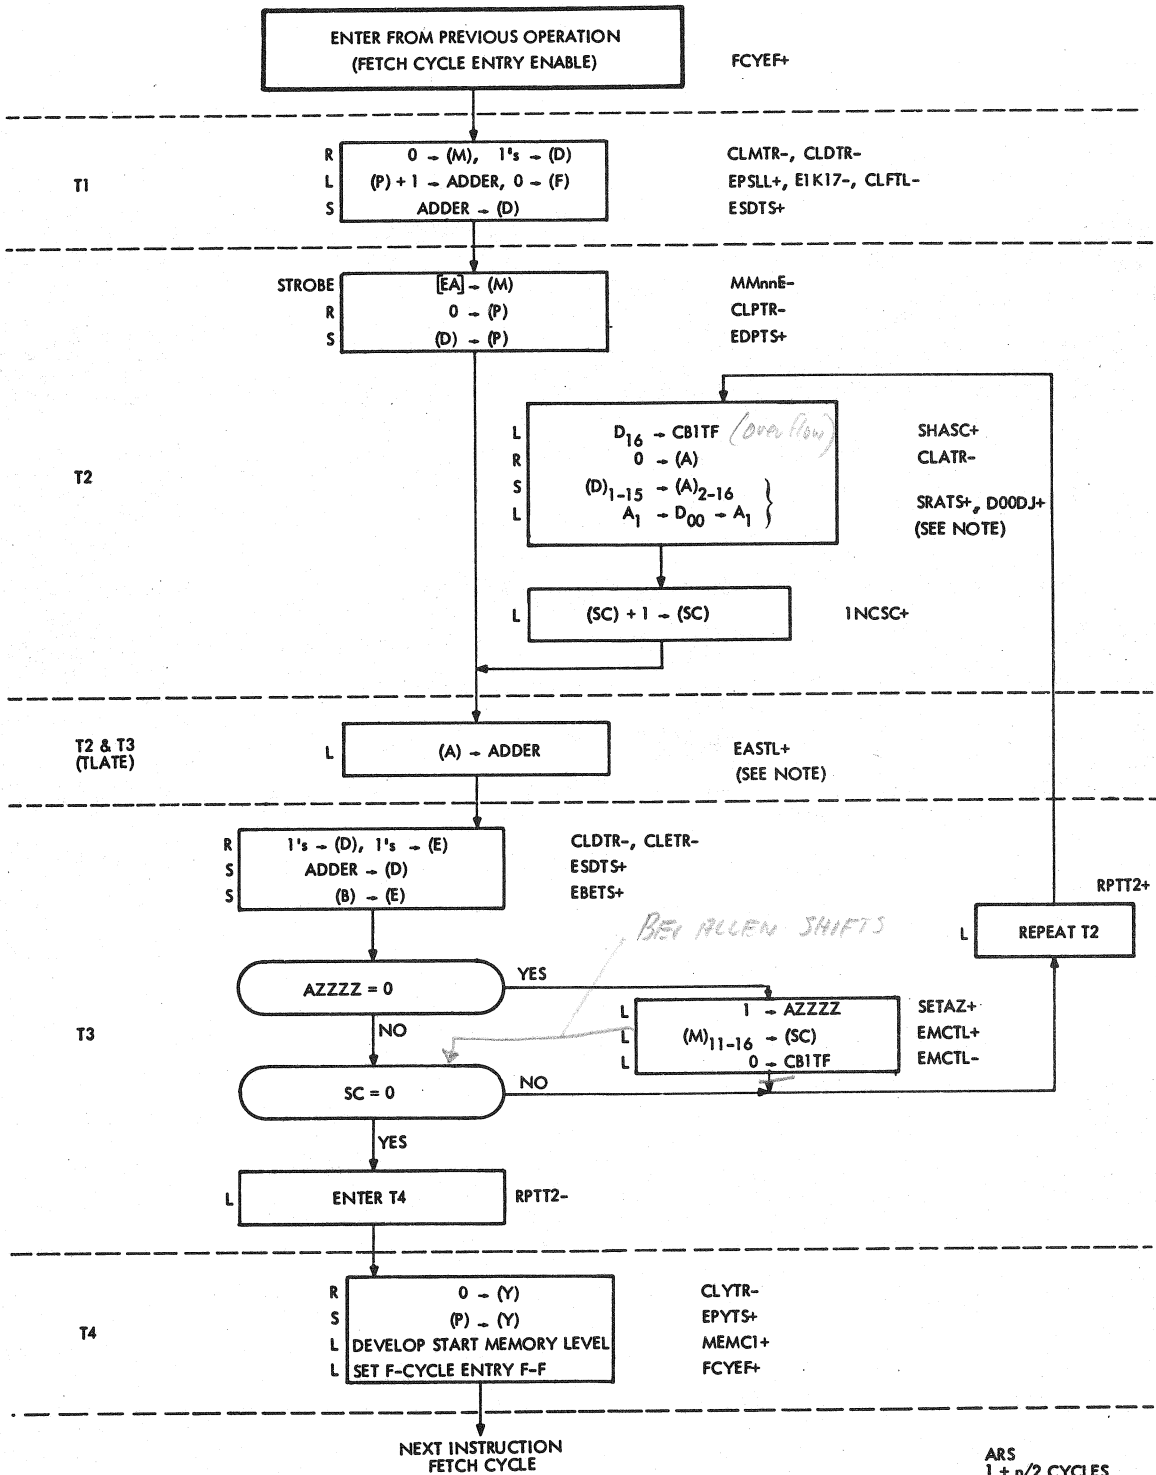 ENTER FROM PREVIOUS OPERATION
(FETCH CYCLE ENTRY ENABLE)
FCYEF+
T1
R 0 → (M), 1's → (D) CLMTR-, CLDTR-
L (P) + 1 → ADDER, 0 → (F) EPSLL+, E1K17-, CLFTL-
S ADDER → (D) ESDTS+
T2
STROBE [EA] → (M) MMnnE-
R 0 → (P) CLPTR-
S (D) → (P) EDPTS+
L D16 → CB1TF (overflow) SHASC+
R 0 → (A) CLATR-
S (D)1-15 → (A)2-16 SRATS+, D00DJ+
L A1 → D00 → A1 (SEE NOTE)
L (SC) + 1 → (SC) 1NCSC+
T2 & T3
(TLATE)
L (A) → ADDER EASTL+
(SEE NOTE)
T3
R 1's → (D), 1's → (E) CLDTR-, CLETR-
S ADDER → (D) ESDTS+
S (B) → (E) EBETS+
RPTT2+
L REPEAT T2
BEI ALLEN SHIFTS
AZZZZ = 0
YES
NO
L 1 → AZZZZ SETAZ+
L (M)11-16 → (SC) EMCTL+
L 0 → CB1TF EMCTL-
SC = 0
NO
YES
L ENTER T4 RPTT2-
T4
R 0 → (Y) CLYTR-
S (P) → (Y) EPYTS+
L DEVELOP START MEMORY LEVEL MEMC1+
L SET F-CYCLE ENTRY F-F FCYEF+
NEXT INSTRUCTION
FETCH CYCLE
ARS
1 + n/2 CYCLES